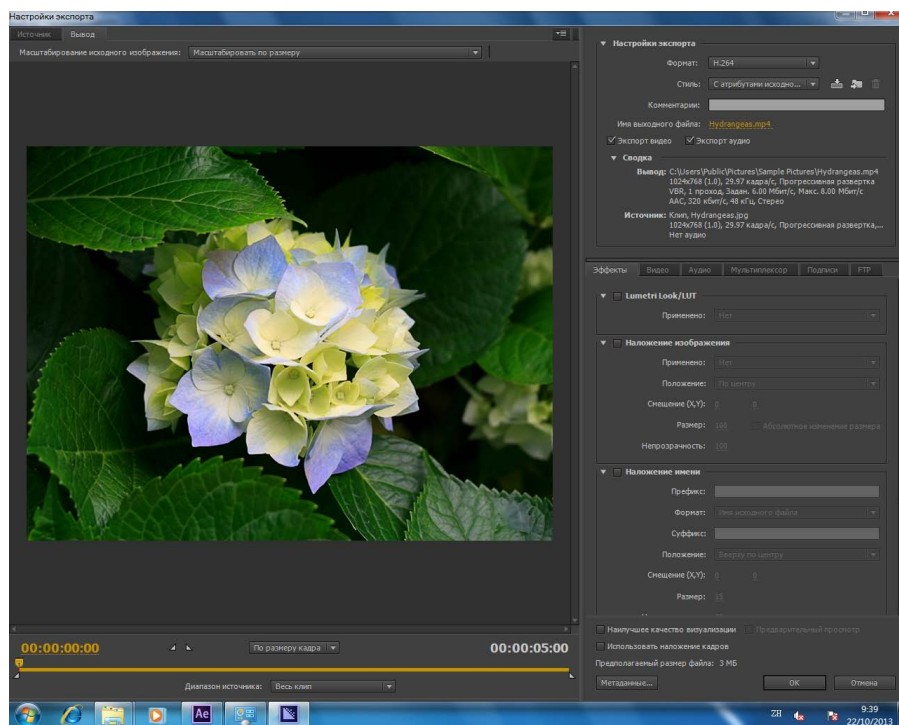 Настройки экспорта
Источник Вывод
Масштабирование исходного изображения: Масштабировать по размеру
Настройки экспорта
Формат: H.264
Стиль: С атрибутами исходно...
Комментарии:
Имя выходного файла: Hydrangeas.mp4
Экспорт видео Экспорт аудио
Сводка
Вывод: C:\Users\Public\Pictures\Sample Pictures\Hydrangeas.mp4
1024x768 (1.0), 29.97 кадра/с, Прогрессивная развертка
VBR, 1 проход, Задан. 6.00 Мбит/с, Макс. 8.00 Мбит/с
AAC, 320 кбит/с, 48 кГц, Стерео
Источник: Клип, Hydrangeas.jpg
1024x768 (1.0), 29.97 кадра/с, Прогрессивная развертка,...
Нет аудио
Эффекты Видео Аудио Мультиплексор Подписи FTP
Lumetri Look/LUT
Применено: Нет
Наложение изображения
Применено: Нет
Положение: По центру
Смещение (X,Y): 0 0
Размер: 100 Абсолютное изменение размера
Непрозрачность: 100
Наложение имени
Префикс:
Формат: Имя исходного файла
Суффикс:
Положение: Вверху по центру
Смещение (X,Y): 0 0
Размер: 15
Наилучшее качество визуализации Предварительный просмотр
Использовать наложение кадров
Предполагаемый размер файла: 3 МБ
Метаданные... OK Отмена
00:00:00:00 По размеру кадра 00:00:05:00
Диапазон источника: Весь клип
Ae ZH 9:39
22/10/2013